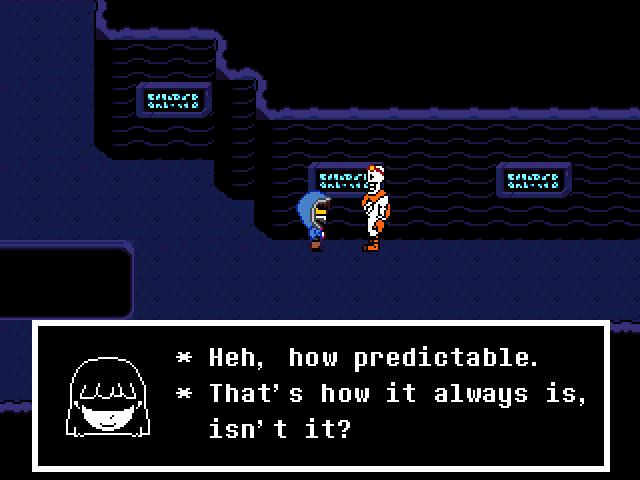 * Heh, how predictable.
* That's how it always is,
isn't it?